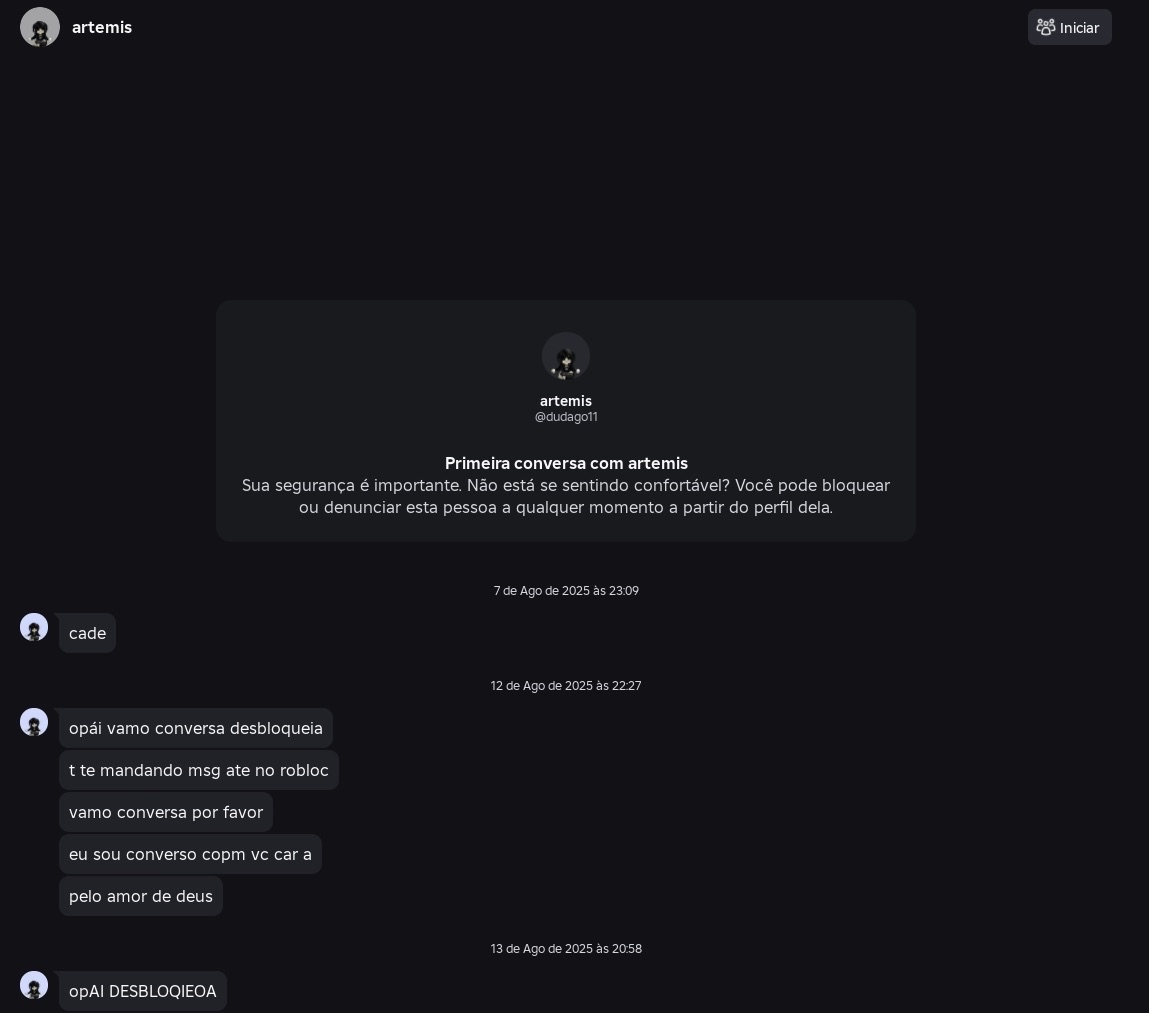 artemis
Iniciar
artemis
@dudago11
Primeira conversa com artemis
Sua segurança é importante. Não está se sentindo confortável? Você pode bloquear
ou denunciar esta pessoa a qualquer momento a partir do perfil dela.
7 de Ago de 2025 às 23:09
cade
12 de Ago de 2025 às 22:27
opái vamo conversa desbloqueia
t te mandando msg ate no robloc
vamo conversa por favor
eu sou converso copm vc car a
pelo amor de deus
13 de Ago de 2025 às 20:58
opAI DESBLOQIEOA